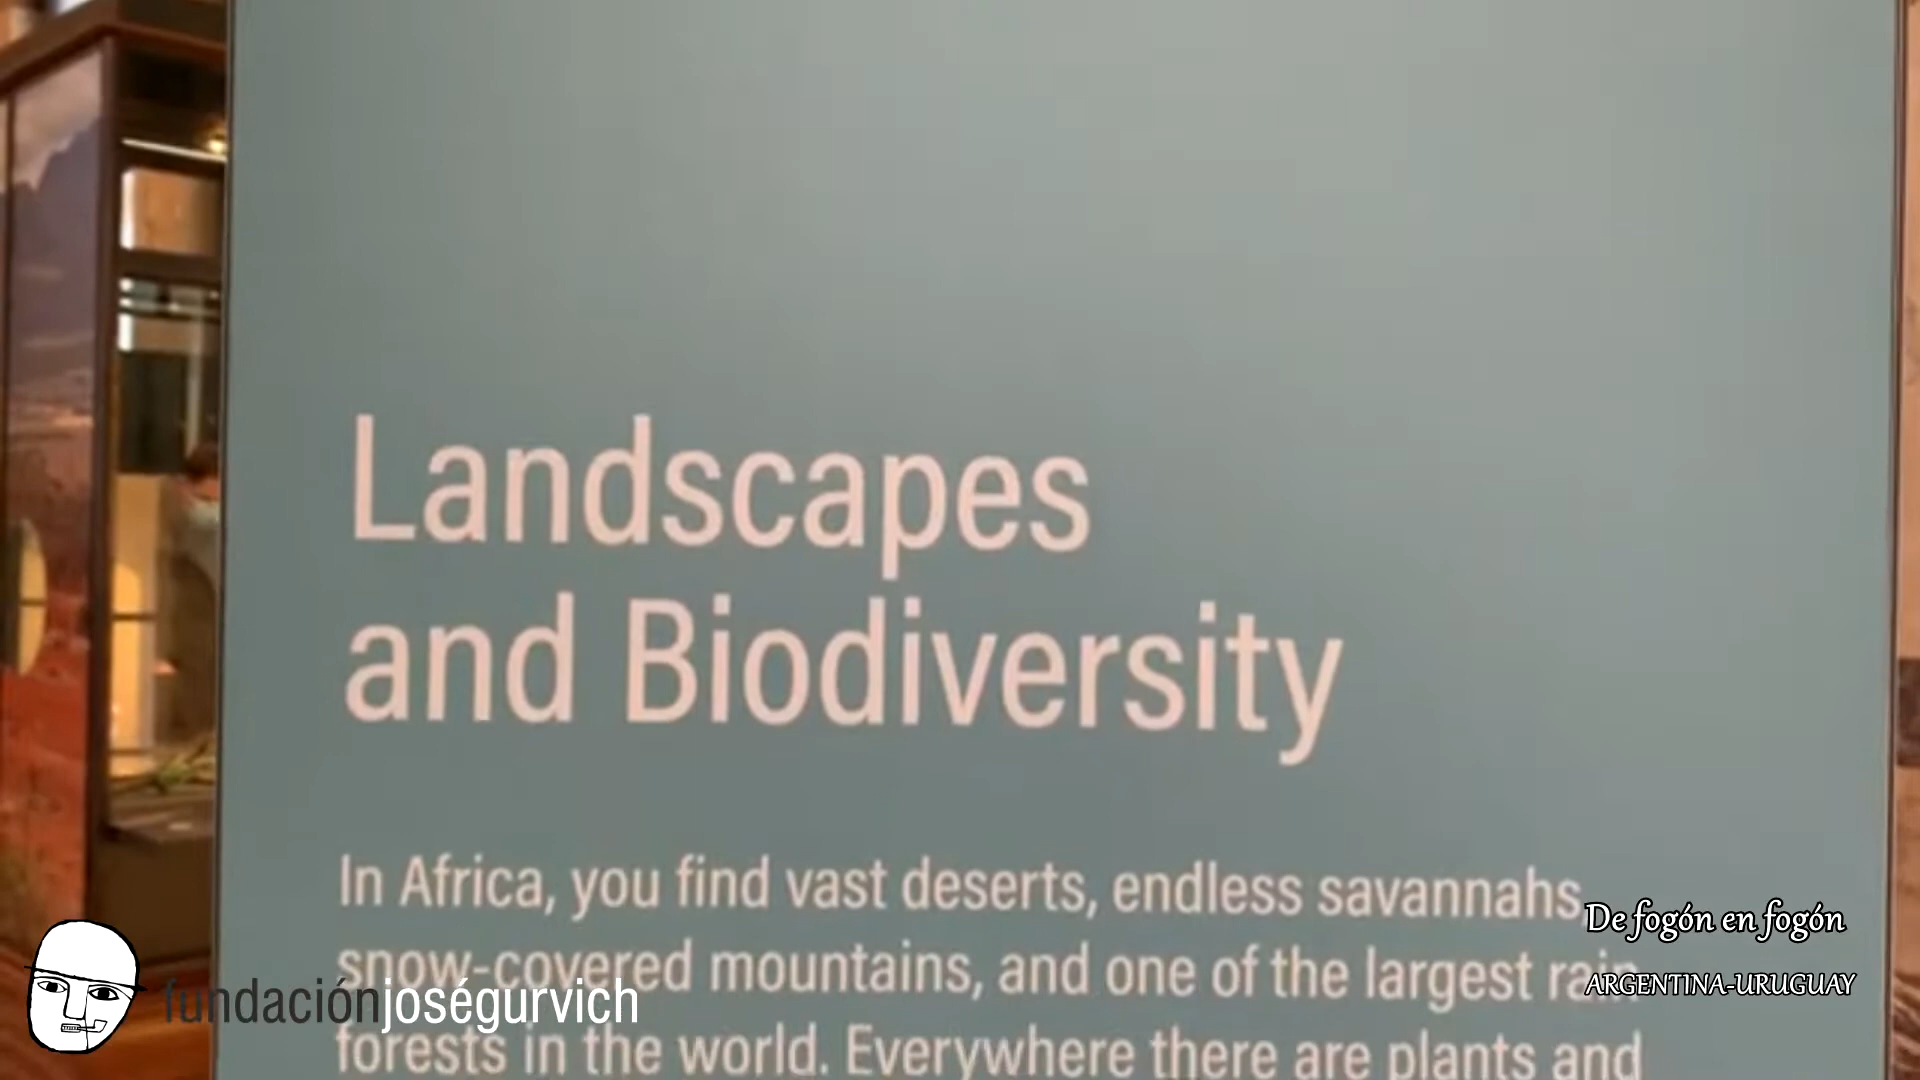 Landscapes
and Biodiversity
In Africa, you find vast deserts, endless savannahs,
snow-covered mountains, and one of the largest rain
forests in the world. Everywhere there are plants and
fundaciónjoségurvich
De fogón en fogón
ARGENTINA-URUGUAY